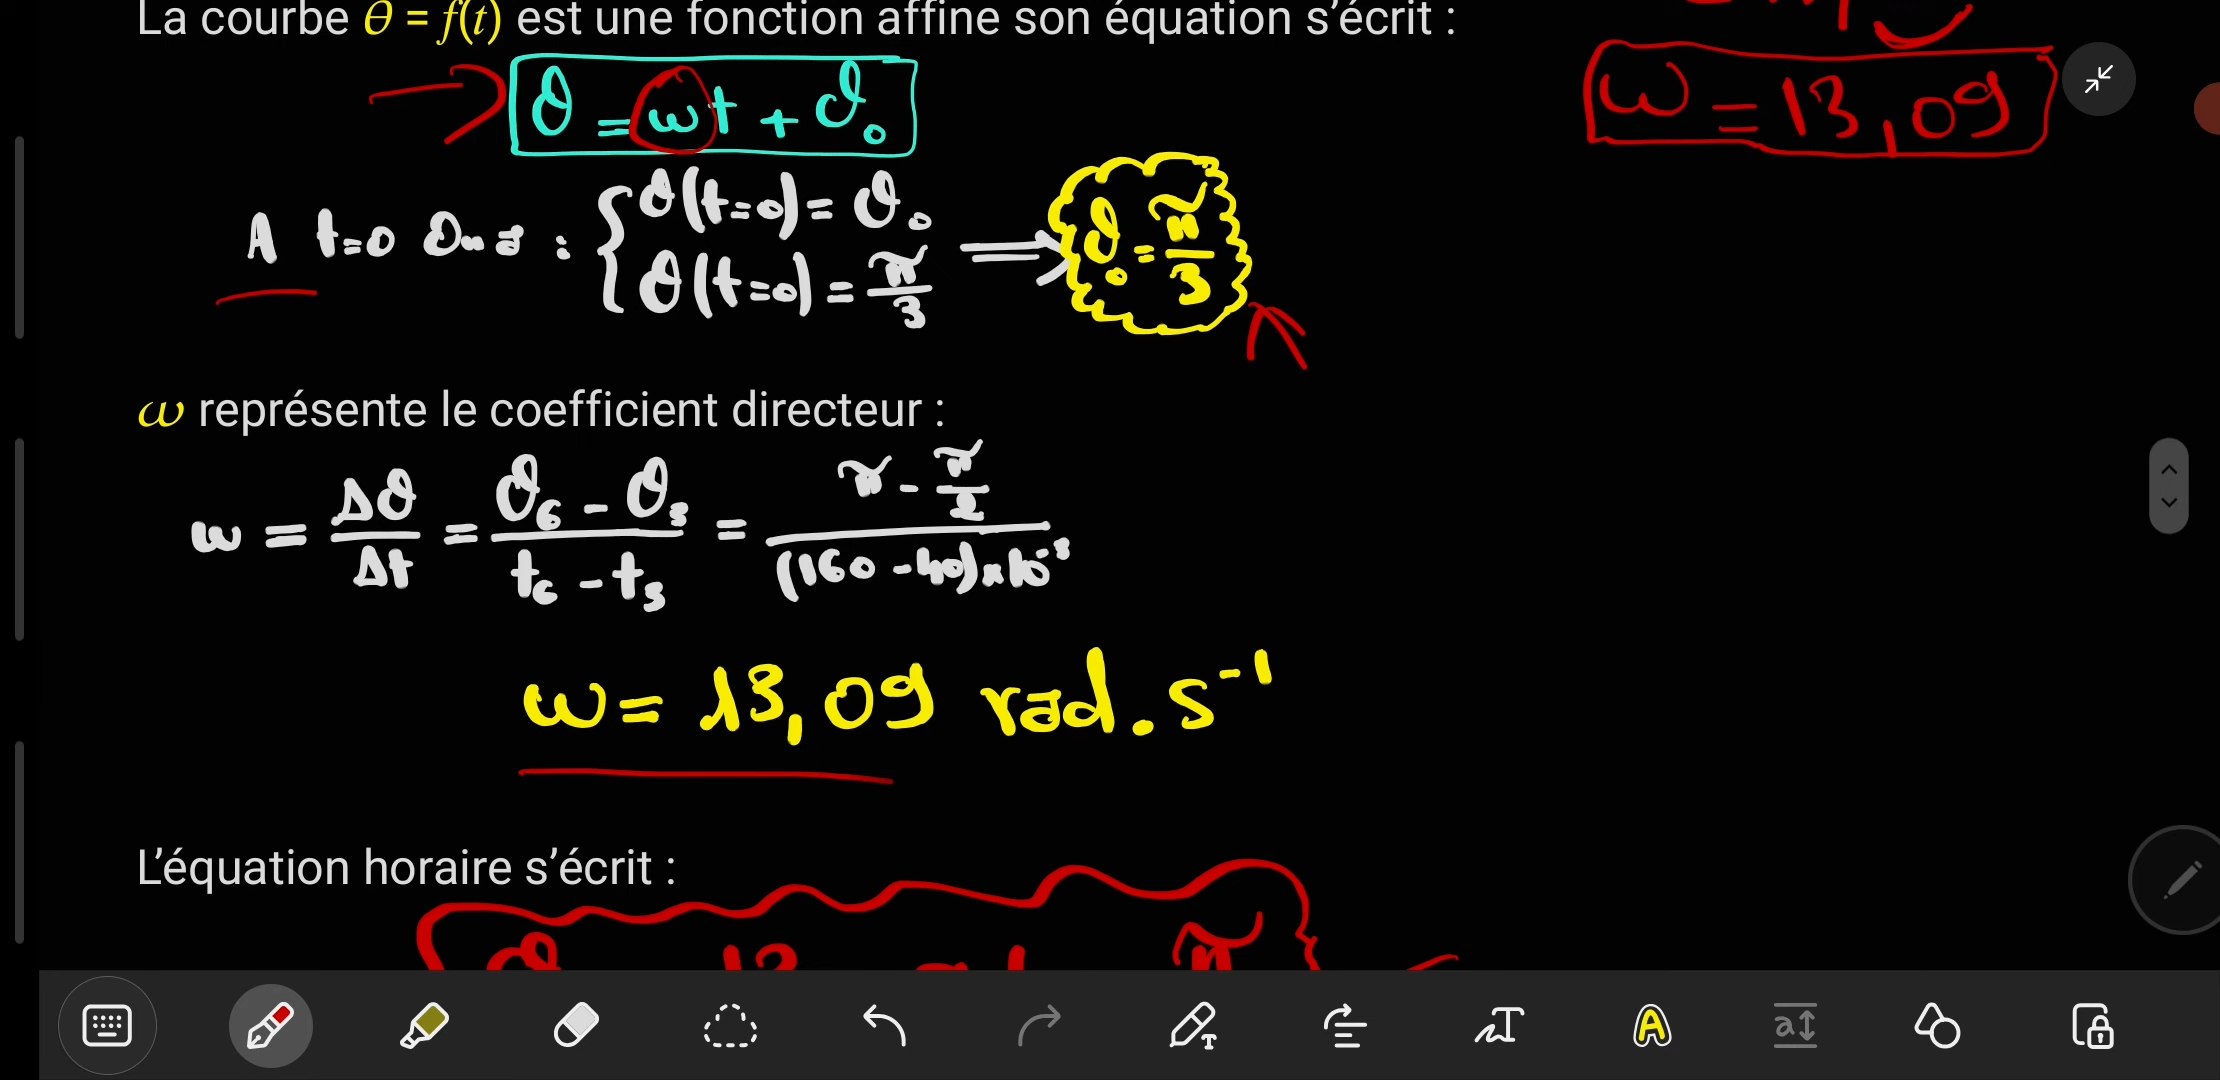 La courbe θ = f(t) est une fonction affine son équation s'écrit :
θ = ωt + θ₀
ω = 13,09
A t=0 On a : { θ(t=0) = θ₀
θ(t=0) = π/3 ⟹ θ₀ = π/3
ω représente le coefficient directeur :
ω = Δθ/Δt = (θ₆ - θ₃)/(t₆ - t₃) = (π - π/2)/((160 - 40)×10⁻³)
ω = 13,09 rad.s⁻¹
L'équation horaire s'écrit :